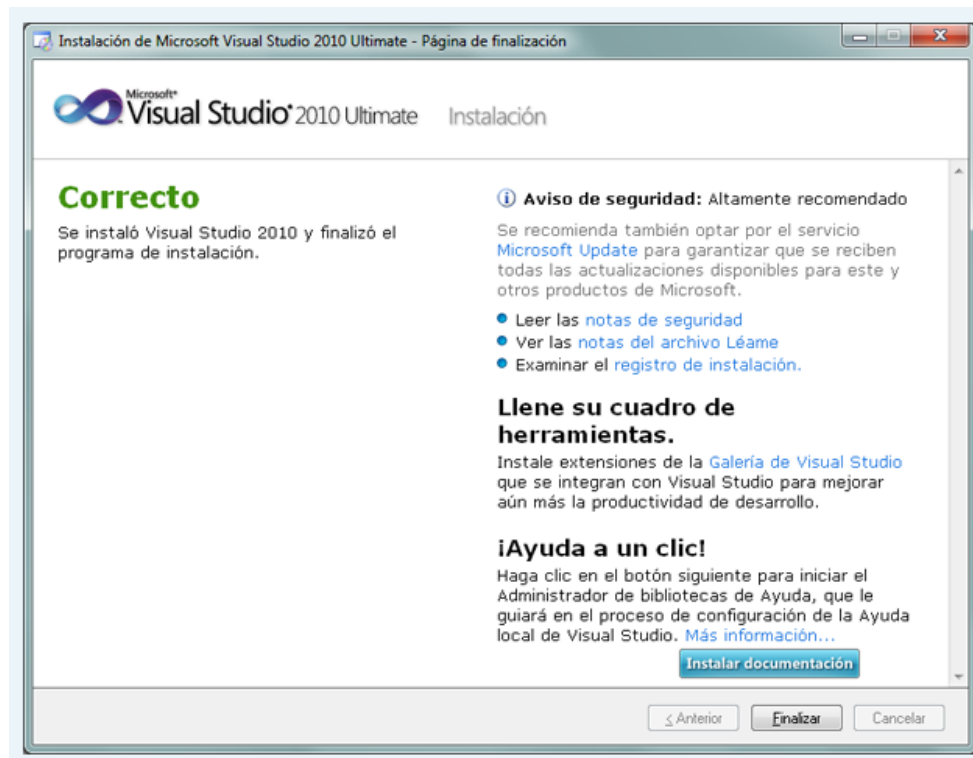 Instalación de Microsoft Visual Studio 2010 Ultimate - Página de finalización
Microsoft
Visual Studio 2010 Ultimate Instalación
Correcto
Se instaló Visual Studio 2010 y finalizó el
programa de instalación.
Aviso de seguridad: Altamente recomendado
Se recomienda también optar por el servicio
Microsoft Update para garantizar que se reciben
todas las actualizaciones disponibles para este y
otros productos de Microsoft.
Leer las notas de seguridad
Ver las notas del archivo Léame
Examinar el registro de instalación.
Llene su cuadro de
herramientas.
Instale extensiones de la Galería de Visual Studio
que se integran con Visual Studio para mejorar
aún más la productividad de desarrollo.
¡Ayuda a un clic!
Haga clic en el botón siguiente para iniciar el
Administrador de bibliotecas de Ayuda, que le
guiará en el proceso de configuración de la Ayuda
local de Visual Studio. Más información...
Instalar documentación
< Anterior Finalizar Cancelar